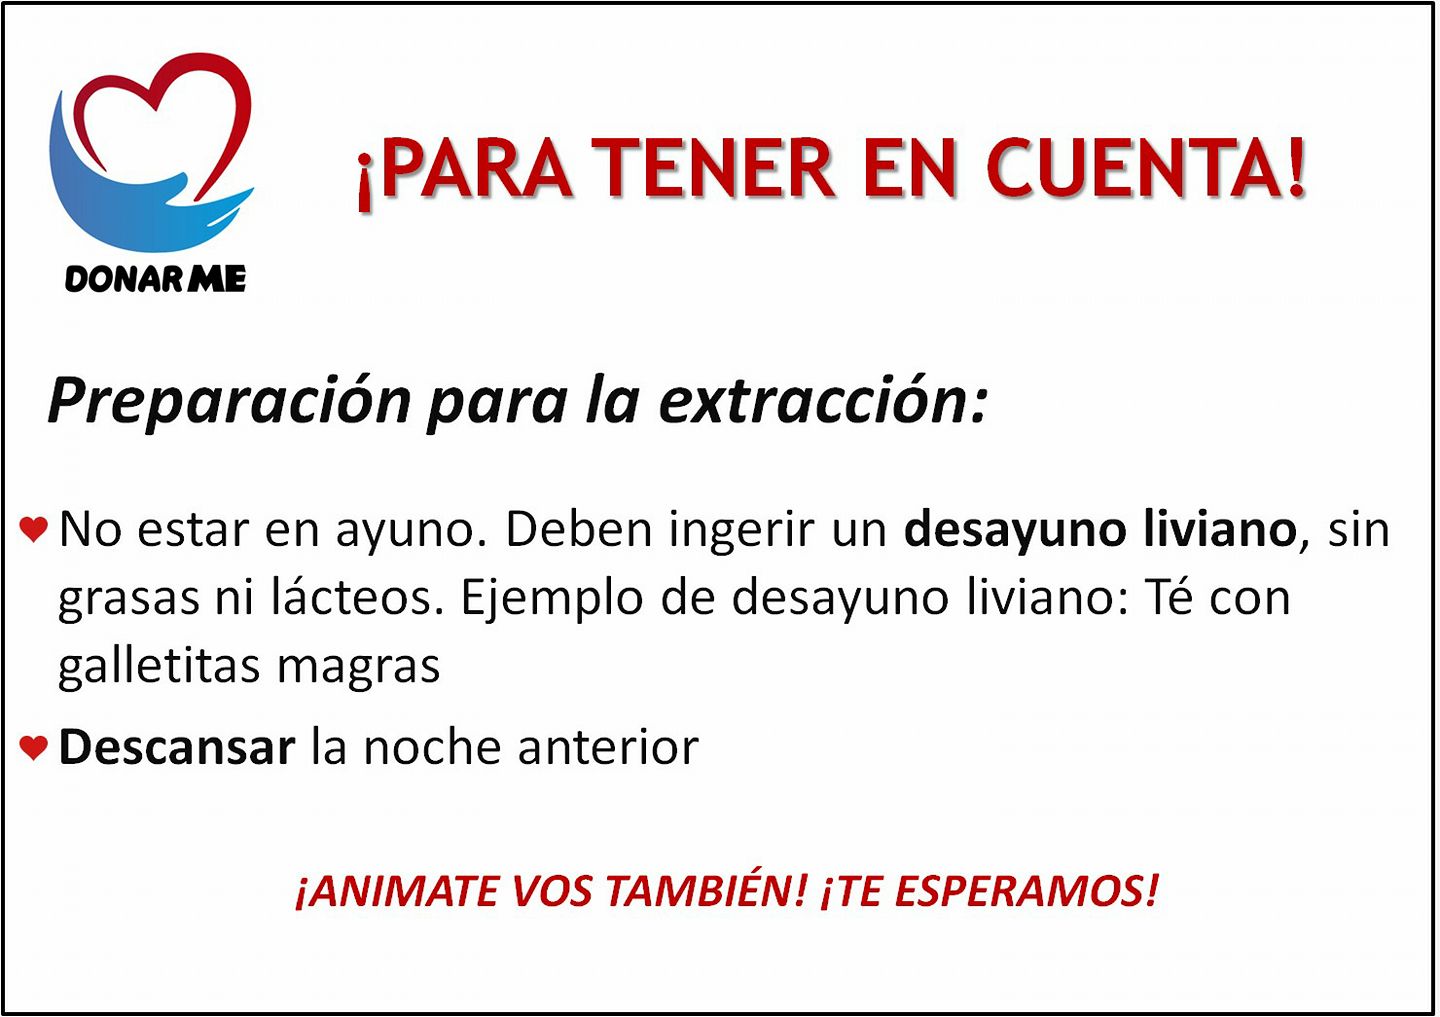 DONAR ME
¡PARA TENER EN CUENTA!
Preparación para la extracción:
No estar en ayuno. Deben ingerir un desayuno liviano, sin
grasas ni lácteos. Ejemplo de desayuno liviano: Té con
galletitas magras
Descansar la noche anterior
¡ANIMATE VOS TAMBIÉN! ¡TE ESPERAMOS!